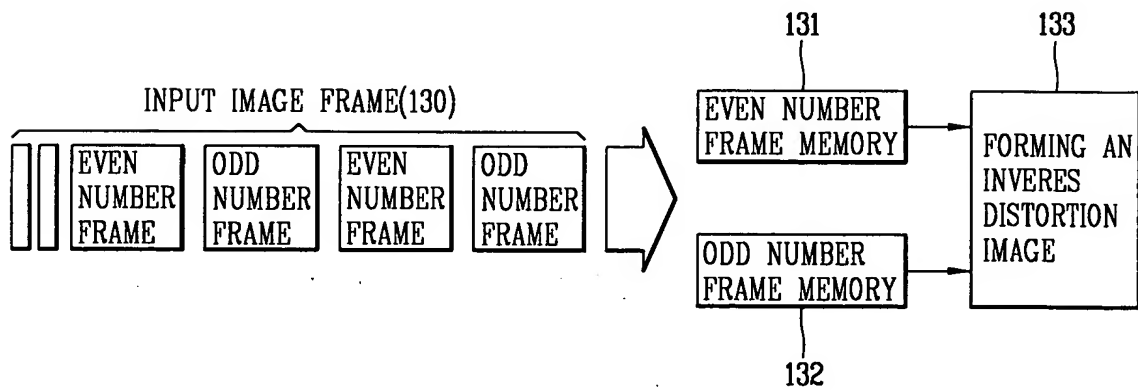 131
133
INPUT IMAGE FRAME(130)
EVEN
NUMBER
FRAME
ODD
NUMBER
FRAME
EVEN
NUMBER
FRAME
ODD
NUMBER
FRAME
EVEN NUMBER
FRAME MEMORY
ODD NUMBER
FRAME MEMORY
FORMING AN
INVERES
DISTORTION
IMAGE
132